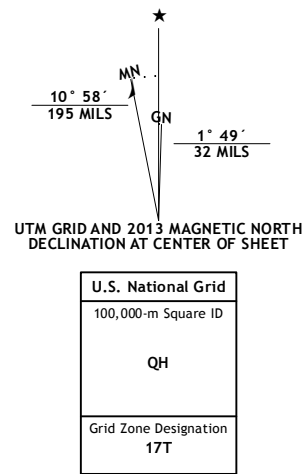 MN
10° 58´
195 MILS
GN
1° 49´
32 MILS
UTM GRID AND 2013 MAGNETIC NORTH
DECLINATION AT CENTER OF SHEET
U.S. National Grid
100,000-m Square ID
QH
Grid Zone Designation
17T